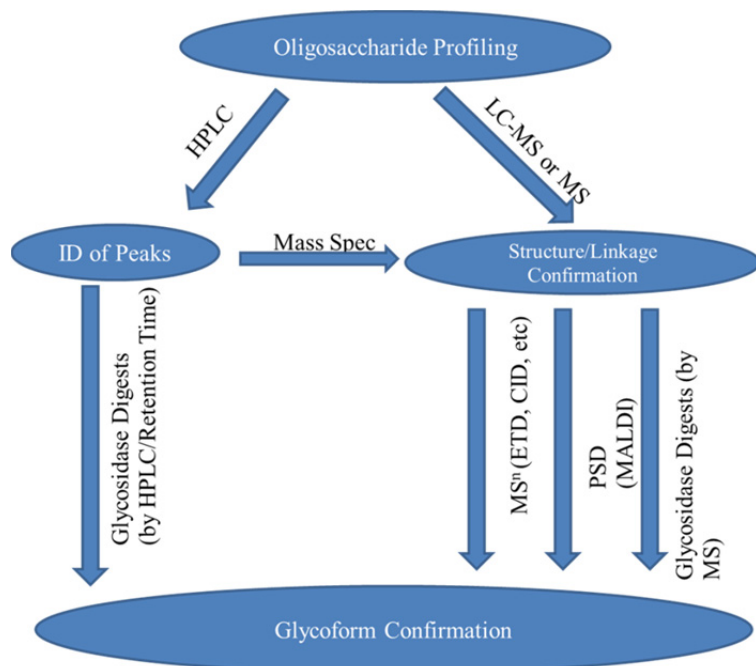 Oligosaccharide Profiling
HPLC
LC-MS or MS
ID of Peaks
Mass Spec
Structure/Linkage
Confirmation
Glycosidase Digests
(by HPLC/Retention Time)
MSⁿ (ETD, CID, etc)
PSD
(MALDI)
Glycosidase Digests (by
MS)
Glycoform Confirmation